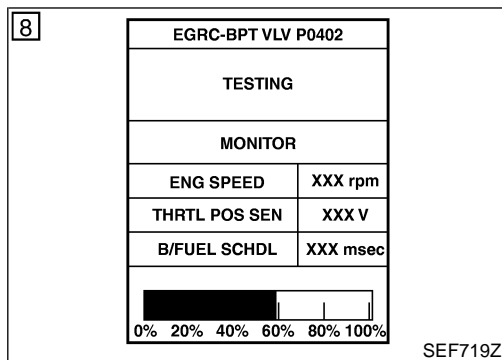 8
EGRC-BPT VLV P0402
TESTING
MONITOR
ENG SPEED XXX rpm
THRTL POS SEN XXX V
B/FUEL SCHDL XXX msec
0% 20% 40% 60% 80% 100%
SEF719Z